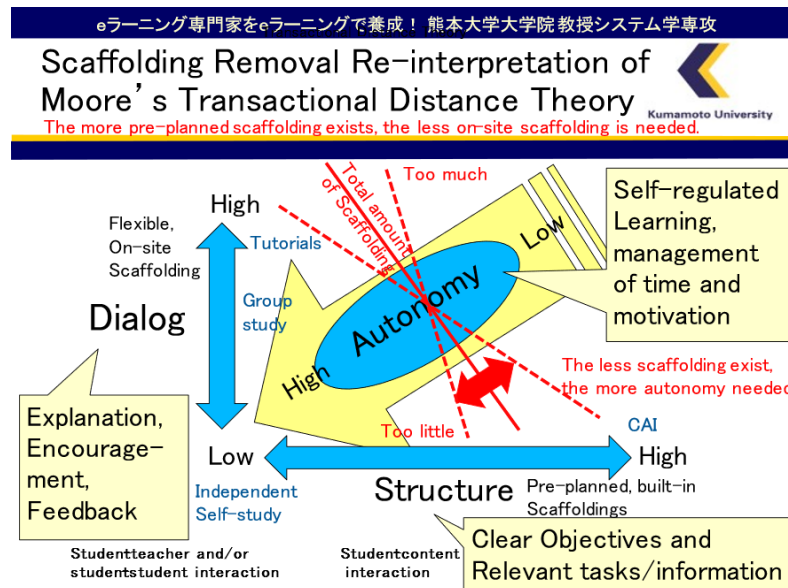 eラーニング専門家をeラーニングで養成! 熊本大学大学院 教授システム学専攻
Scaffolding Removal Re-interpretation of
Moore's Transactional Distance Theory
Kumamoto University
The more pre-planned scaffolding exists, the less on-site scaffolding is needed.
Too much
Total amount
of Scaffolding
Self-regulated
Learning,
management
of time and
motivation
High
Flexible,
On-site
Scaffolding
Tutorials
Low
Dialog
Group
study
Autonomy
High
The less scaffolding exist,
the more autonomy needed
Explanation,
Encourage-
ment,
Feedback
Too little
CAI
Low
High
Independent
Self-study
Structure
Pre-planned, built-in
Scaffoldings
Clear Objectives and
Relevant tasks/information
Studentteacher and/or
studentstudent interaction
Studentcontent
interaction